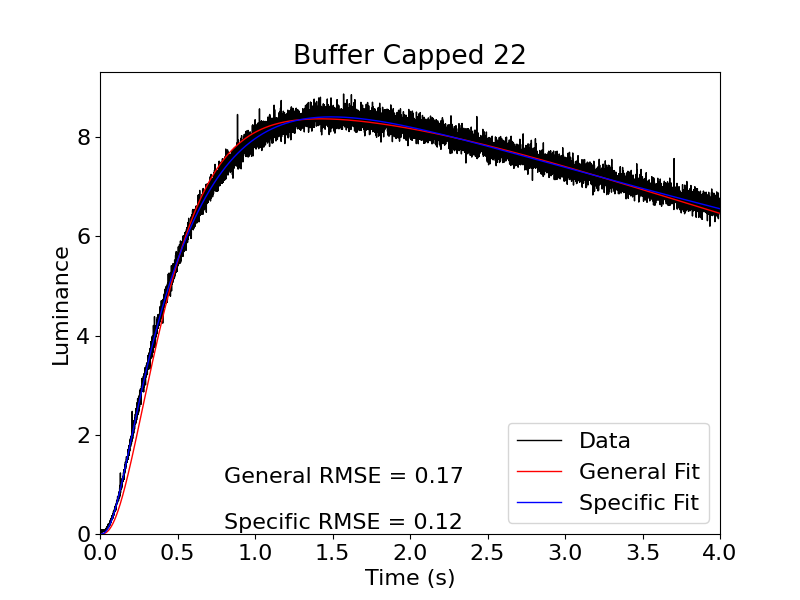 Buffer Capped 22
Luminance
8
6
4
2
0
General RMSE = 0.17
Specific RMSE = 0.12
Data
General Fit
Specific Fit
0.0 0.5 1.0 1.5 2.0 2.5 3.0 3.5 4.0
Time (s)